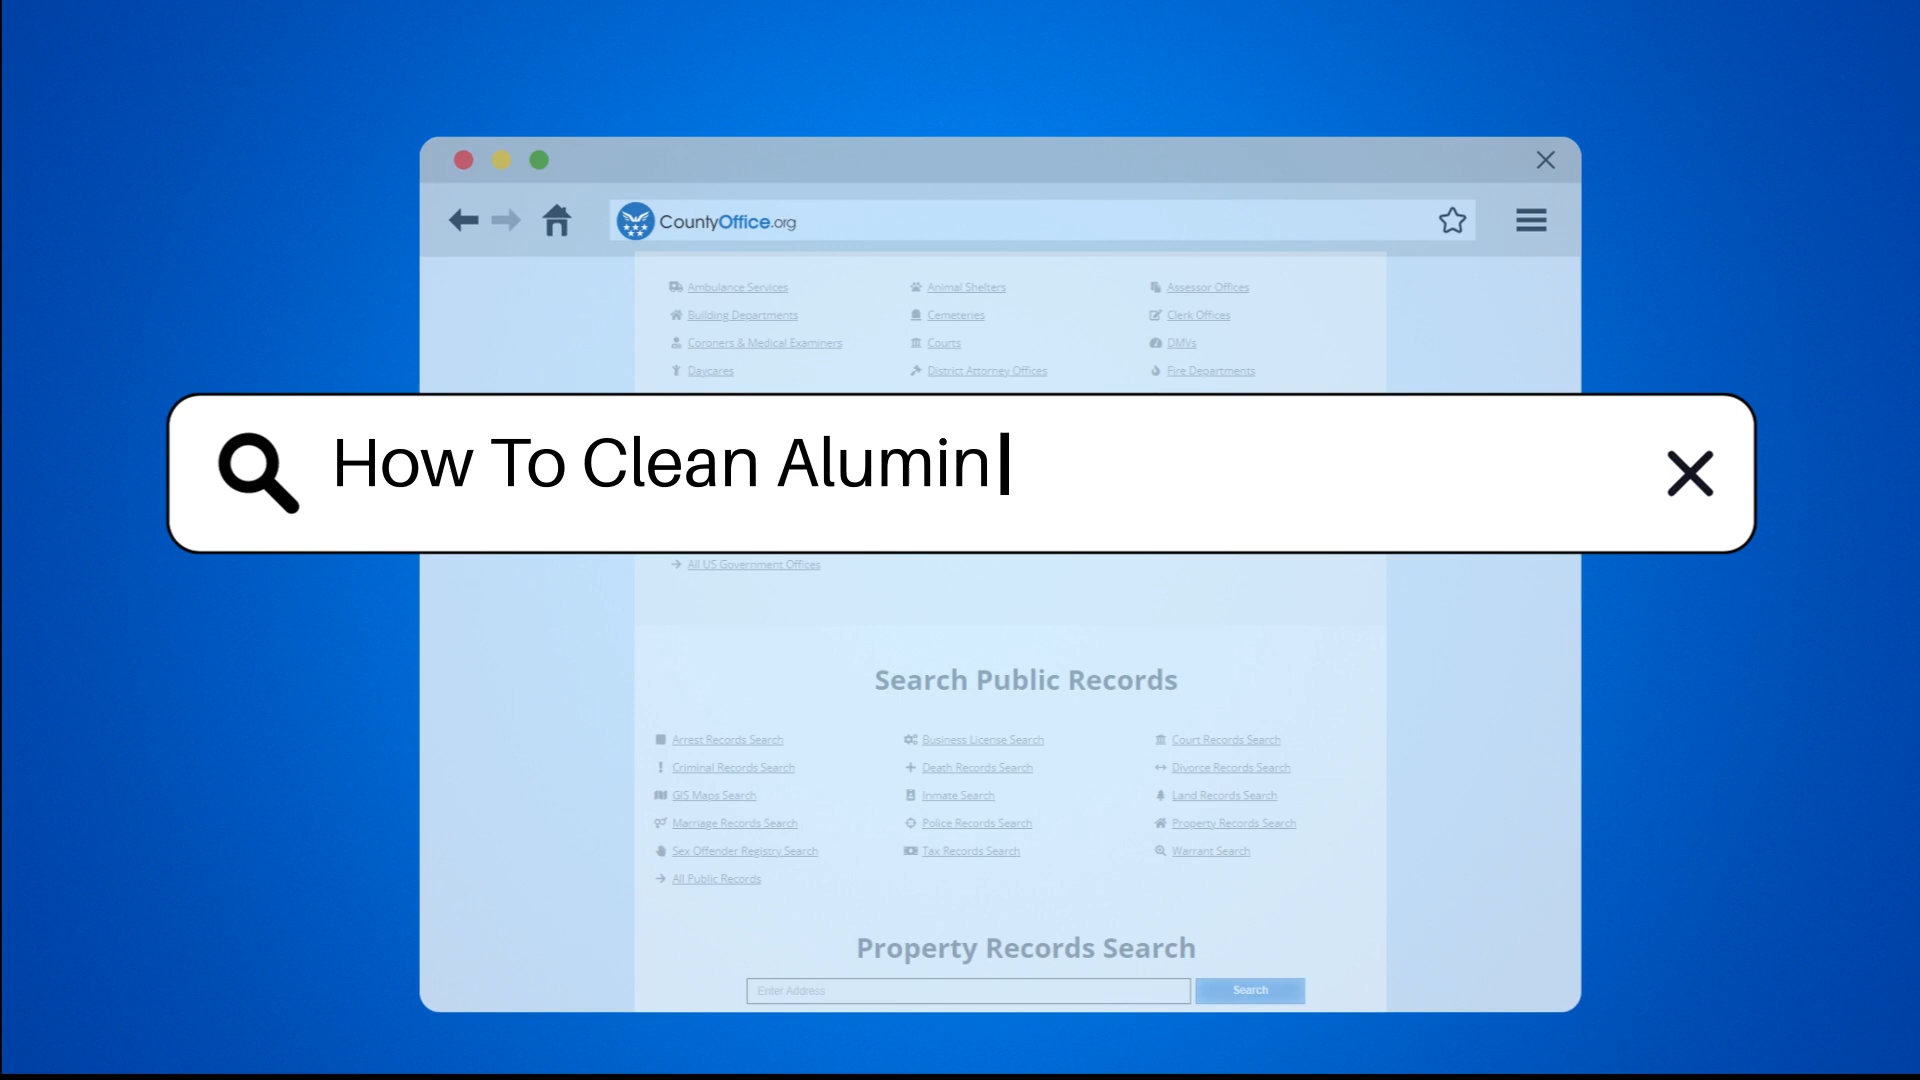 CountyOffice.org
Ambulance Services Animal Shelters Assessor Offices
Building Departments Cemeteries Clerk Offices
Coroners & Medical Examiners Courts DMVs
Daycares District Attorney Offices Fire Departments
How To Clean Alumin
All US Government Offices
Search Public Records
Arrest Records Search Business License Search Court Records Search
Criminal Records Search Death Records Search Divorce Records Search
GIS Maps Search Inmate Search Land Records Search
Marriage Records Search Police Records Search Property Records Search
Sex Offender Registry Search Tax Records Search Warrant Search
All Public Records
Property Records Search
Enter Address Search